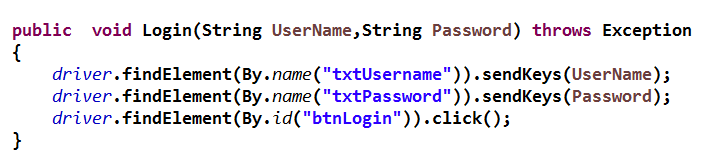 public  void Login(String UserName,String Password) throws Exception
{
    driver.findElement(By.name("txtUsername")).sendKeys(UserName);
    driver.findElement(By.name("txtPassword")).sendKeys(Password);
    driver.findElement(By.id("btnLogin")).click();
}